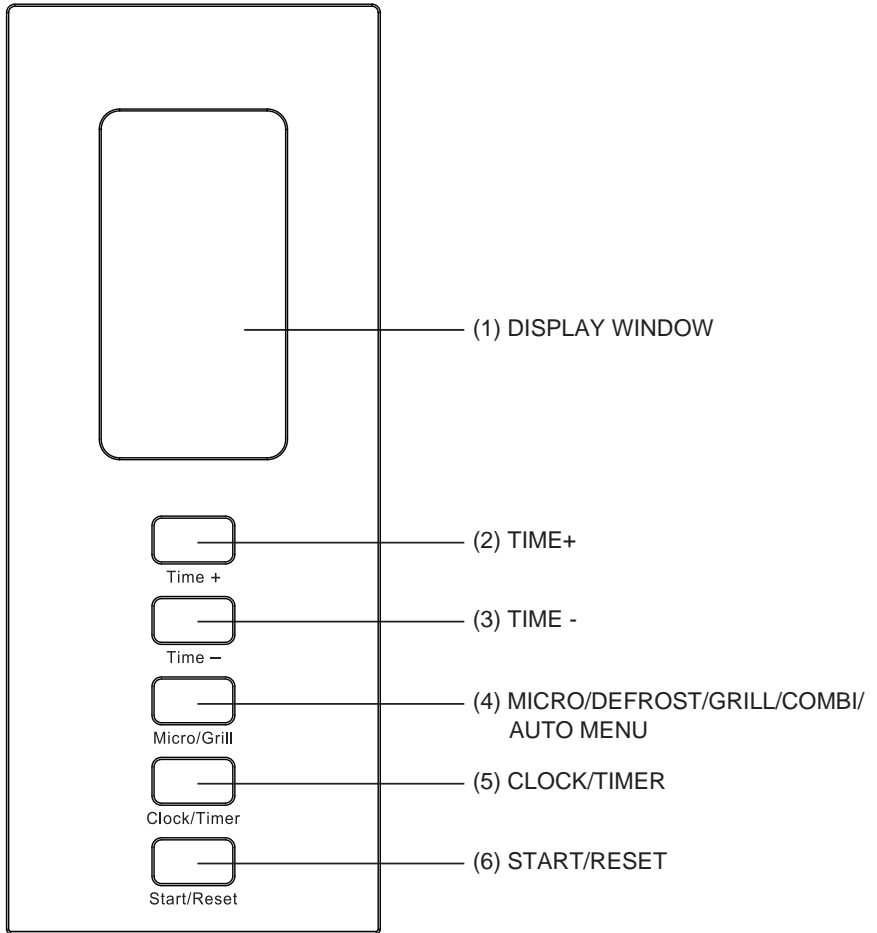 (1) DISPLAY WINDOW
(2) TIME+
Time +
(3) TIME -
Time –
(4) MICRO/DEFROST/GRILL/COMBI/
AUTO MENU
Micro/Grill
(5) CLOCK/TIMER
Clock/Timer
(6) START/RESET
Start/Reset